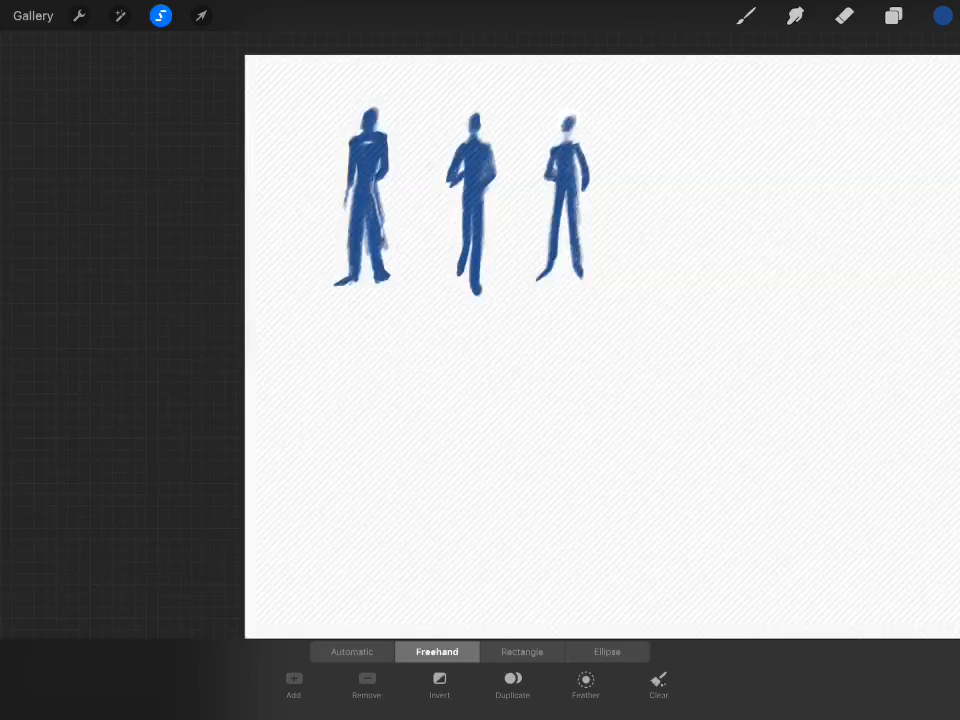 Gallery
Automatic Freehand Rectangle Ellipse
Add Remove Invert Duplicate Feather Clear